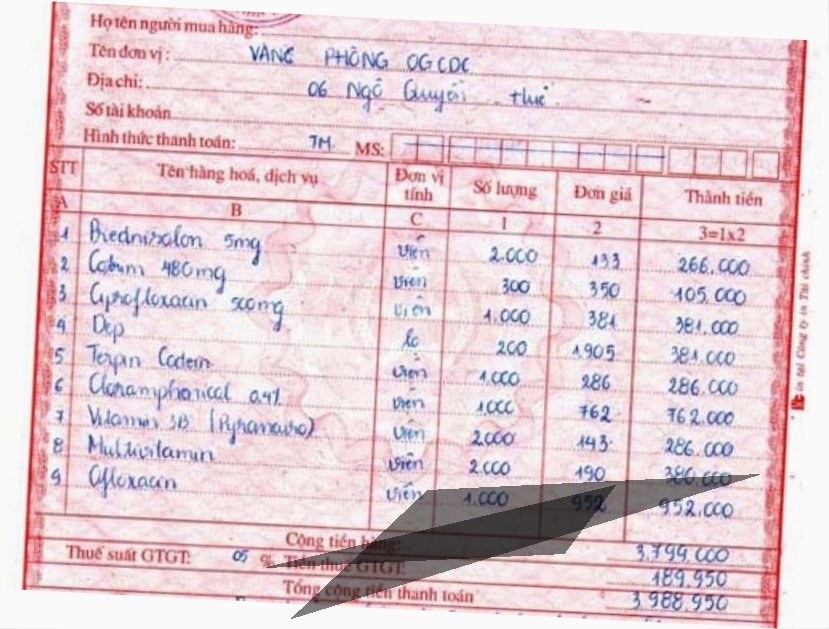 Họ tên người mua hàng:
Tên đơn vị: VĂNG PHÒNG OGCDC
Địa chỉ: 06 Ngô Quyền Huế.
Số tài khoản
Hình thức thanh toán: TM. MS:
STT Tên hàng hoá, dịch vụ Đơn vị tính Số lượng Đơn giá Thành tiền
A B C 1 2 3=1x2
1 Prednisolon 5mg viên 2.000 133 266.000
2 480mg viên 300 350 105.000
3 Ciprofloxacin 500mg viên 1.000 381 381.000
4 Dep lo 200 1.905 381.000
5 Terpin Codein viên 1.000 286 286.000
6 Cloramphenicol 0.4% viên 1.000 762 762.000
7 Vitamin 3B viên 2000 143 286.000
8 Multivitamin viên 2.000 190 380.000
9 Ofloxacin viên 1.000 952 952.000
Cộng tiền hàng: 3.799.000
Thuế suất GTGT: 05 % Tiền thuế GTGT: 189.950
Tổng cộng tiền thanh toán 3.988.950
in tại Công ty in Tài chính